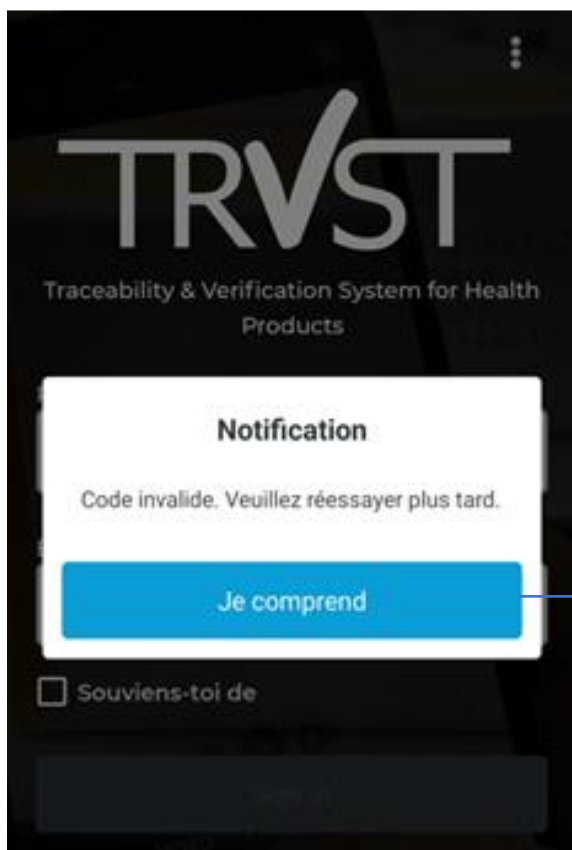 TRVST
Traceability & Verification System for Health
Products
Notification
Code invalide. Veuillez réessayer plus tard.
Je comprend
Souviens-toi de